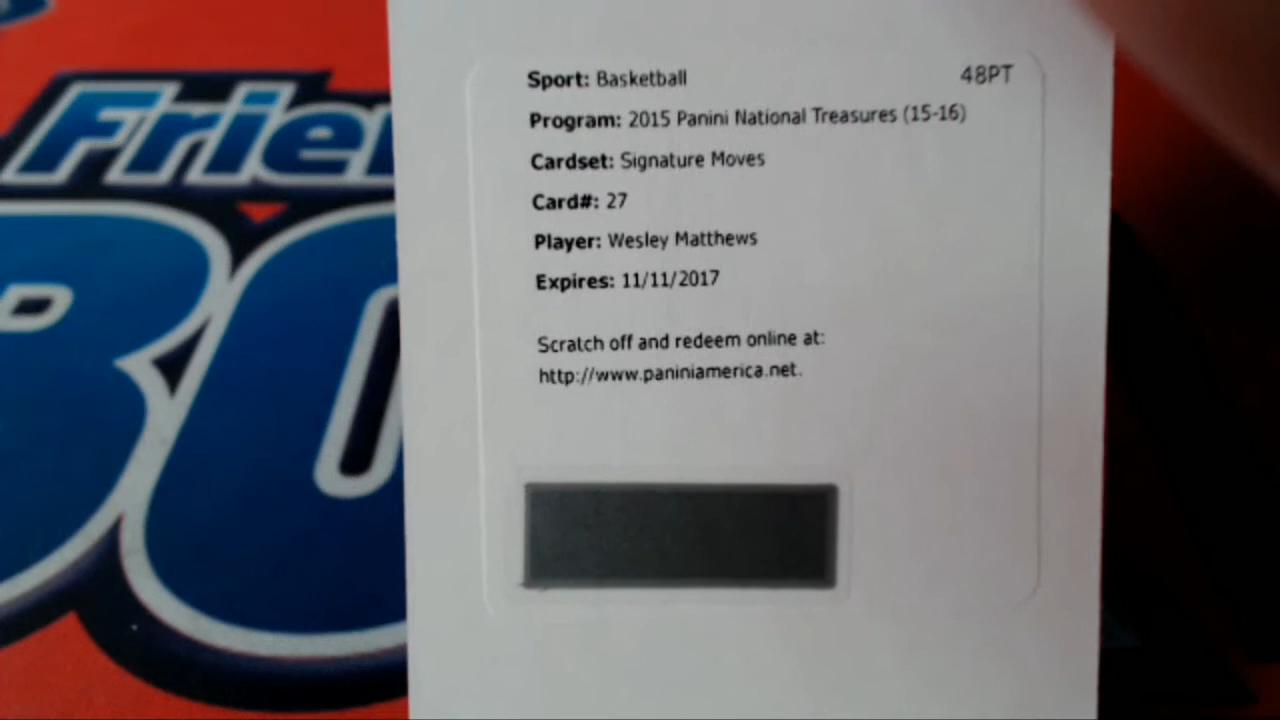 Sport: Basketball
48PT
Program: 2015 Panini National Treasures (15-16)
Cardset: Signature Moves
Card#: 27
Player: Wesley Matthews
Expires: 11/11/2017
Scratch off and redeem online at:
http://www.paniniamerica.net.